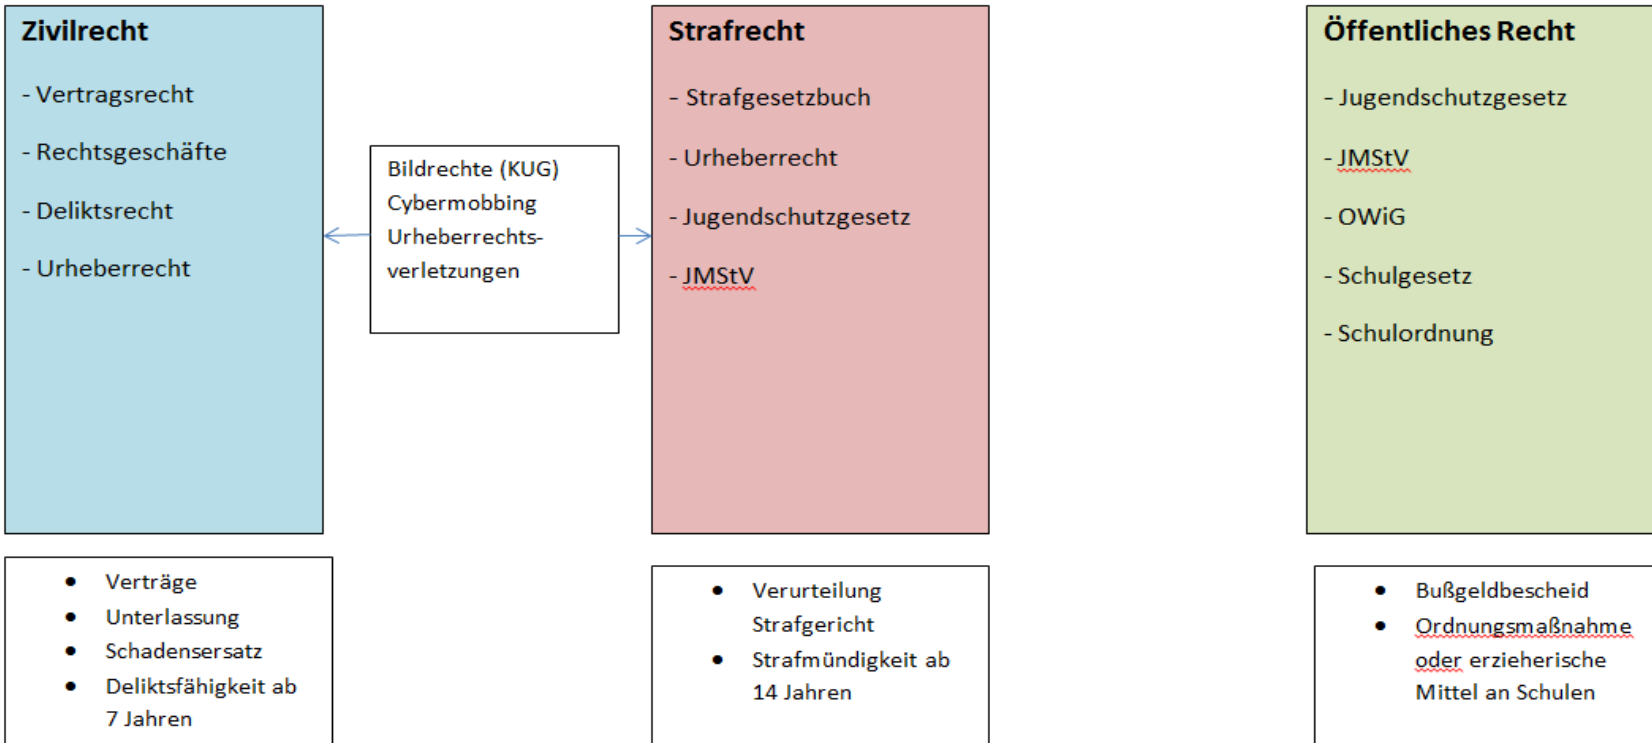 Zivilrecht
- Vertragsrecht
- Rechtsgeschäfte
- Deliktsrecht
- Urheberrecht
Bildrechte (KUG)
Cybermobbing
Urheberrechts-
verletzungen
Strafrecht
- Strafgesetzbuch
- Urheberrecht
- Jugendschutzgesetz
- JMStV
Öffentliches Recht
- Jugendschutzgesetz
- JMStV
- OWiG
- Schulgesetz
- Schulordnung
• Verträge
• Unterlassung
• Schadensersatz
• Deliktsfähigkeit ab
7 Jahren
• Verurteilung
Strafgericht
• Strafmündigkeit ab
14 Jahren
• Bußgeldbescheid
• Ordnungsmaßnahme
oder erzieherische
Mittel an Schulen